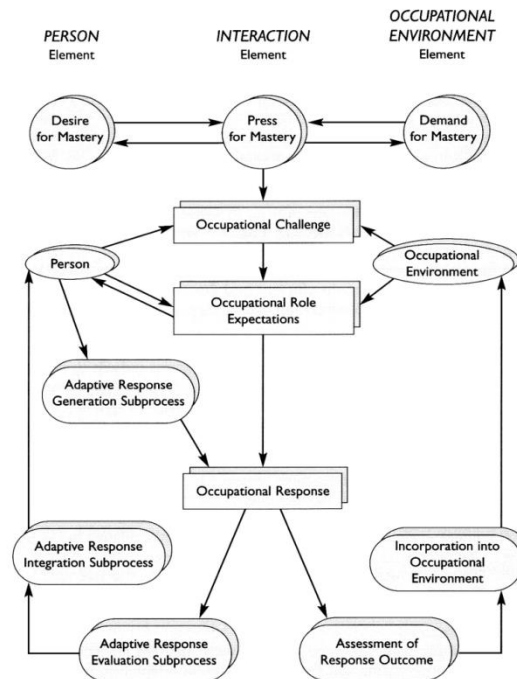 PERSON
Element
INTERACTION
Element
OCCUPATIONAL
ENVIRONMENT
Element
Desire
for Mastery
Press
for Mastery
Demand
for Mastery
Occupational Challenge
Person
Occupational
Environment
Occupational Role
Expectations
Adaptive Response
Generation Subprocess
Occupational Response
Adaptive Response
Integration Subprocess
Incorporation into
Occupational
Environment
Adaptive Response
Evaluation Subprocess
Assessment of
Response Outcome